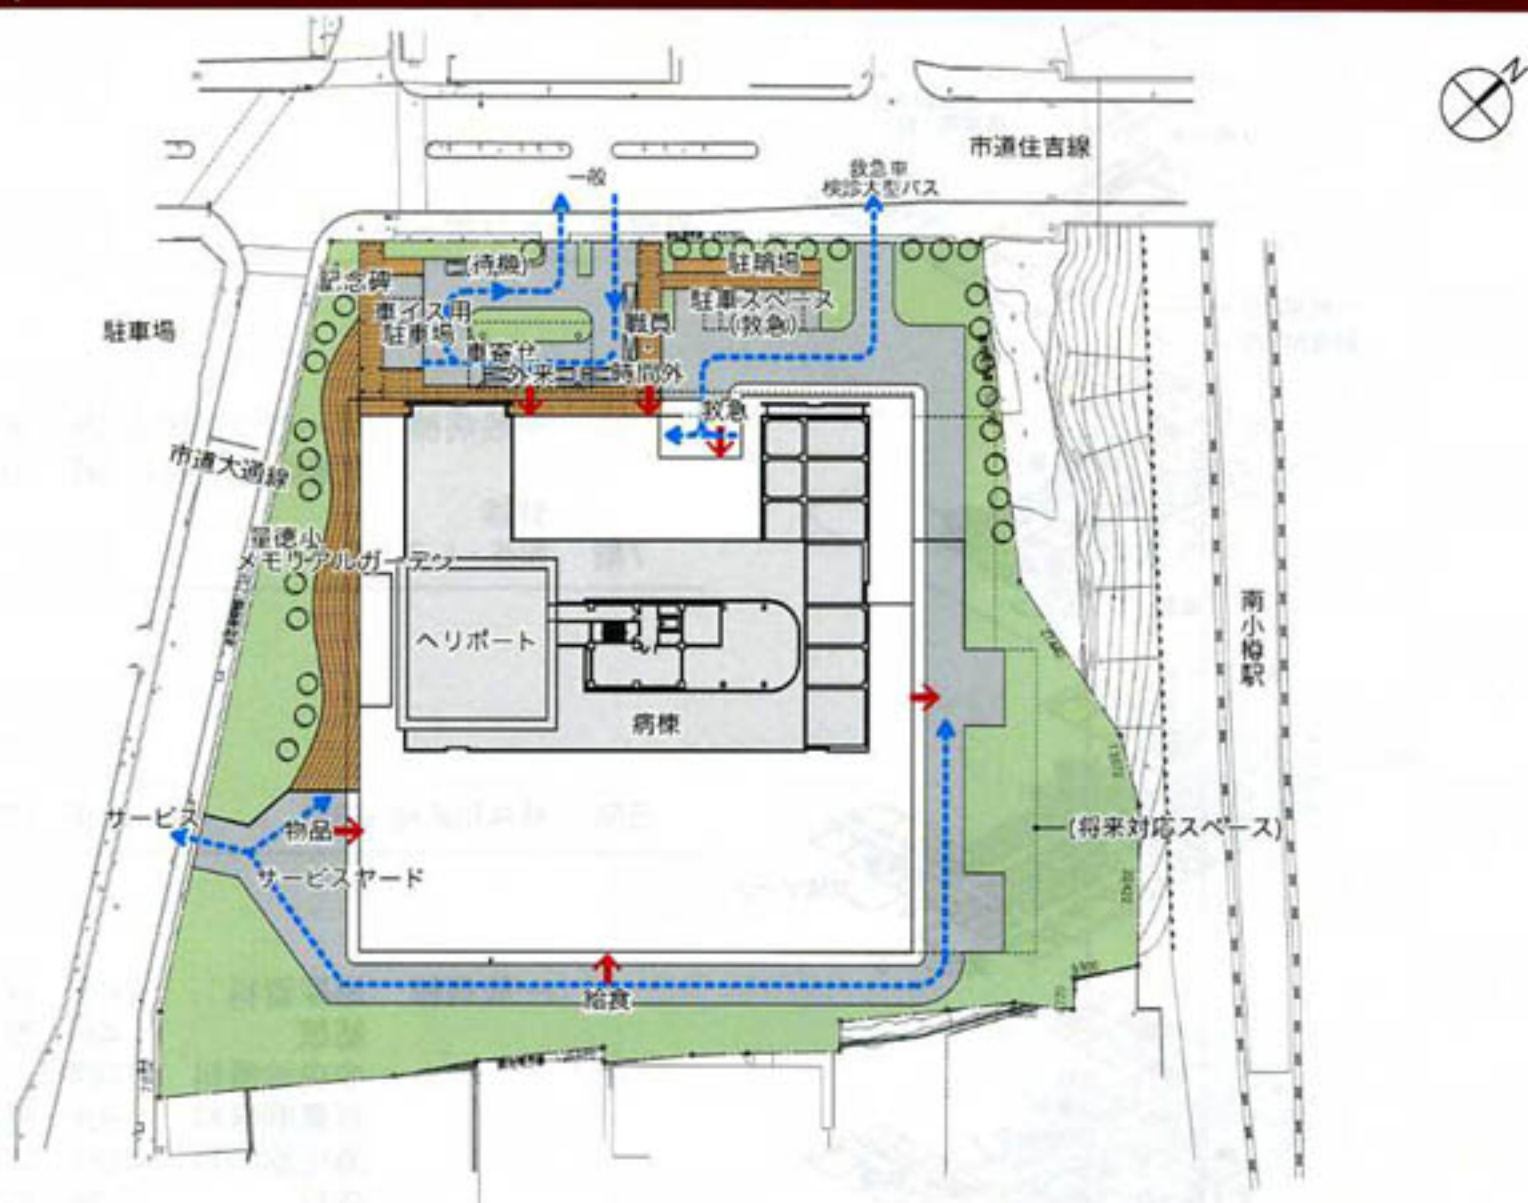 N
市道住吉線
一般
救急車
検診大型バス
(待機)
駐輪場
記念碑
車イス用
駐車場
駐車スペース
(救急)
職員
駐車場
車寄せ
外来
時間外
救急
市道大通線
量徳小
メモリアルガーデン
ヘリポート
南小樽駅
病棟
サービス
物品
(将来対応スペース)
サービスヤード
給食